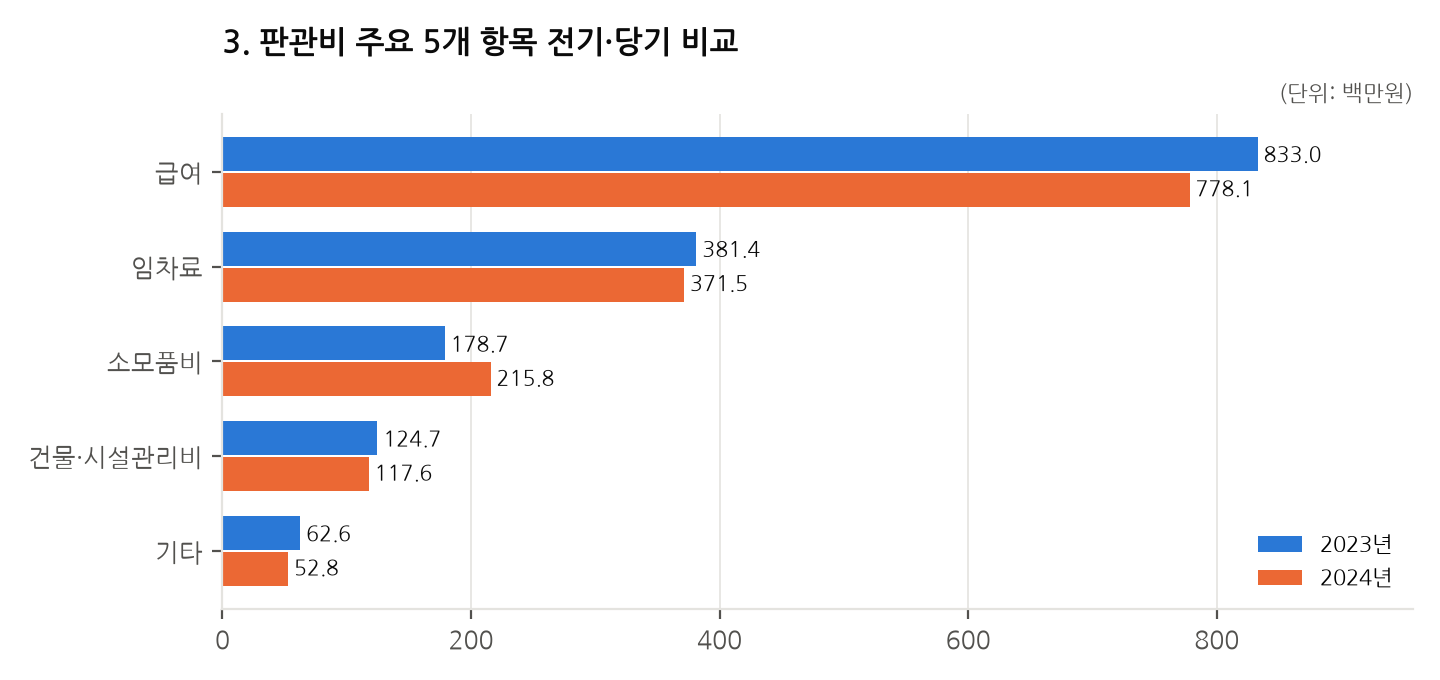 3. 판관비 주요 5개 항목 전기·당기 비교
(단위: 백만원)
급여
833.0
778.1
임차료
381.4
371.5
소모품비
178.7
215.8
건물·시설관리비
124.7
117.6
기타
62.6
52.8
2023년
2024년
0 200 400 600 800